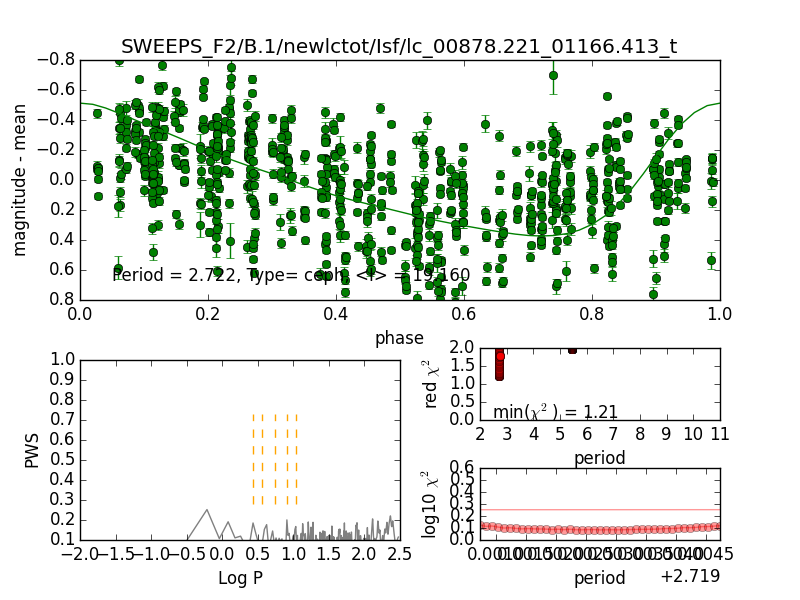 SWEEPS_F2/B.1/newlctot/Isf/lc_00878.221_01166.413_t
−0.8
−0.6
−0.4
−0.2
0.0
0.2
0.4
0.6
0.8
magnitude - mean
Period = 2.722, Type= ceph, <I> = 19.160
0.0 0.2 0.4 0.6 0.8 1.0
phase
1.0
0.9
0.8
0.7
0.6
0.5
0.4
0.3
0.2
0.1
PWS
−2.0 −1.5 −1.0 −0.5 0.0 0.5 1.0 1.5 2.0 2.5
Log P
2.0
1.5
1.0
0.5
0.0
red χ²
min(χ² ) = 1.21
2 3 4 5 6 7 8 9 10 11
period
0.6
0.5
0.4
0.3
0.2
0.1
0.0
log10 χ²
period
+2.719